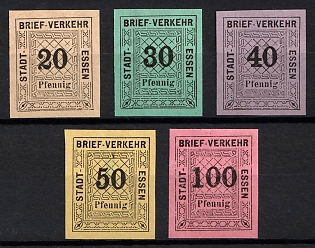 BRIEF-VERKEHR
STADT-
ESSEN
20
Pfennig
BRIEF-VERKEHR
STADT-
ESSEN
30
Pfennig
BRIEF-VERKEHR
STADT-
ESSEN
40
Pfennig
BRIEF-VERKEHR
STADT-
ESSEN
50
Pfennig
BRIEF-VERKEHR
STADT-
ESSEN
100
Pfennig